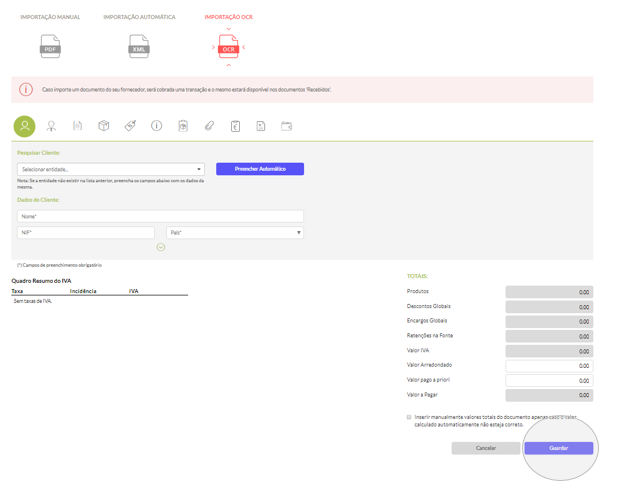 IMPORTAÇÃO MANUAL
IMPORTAÇÃO AUTOMÁTICA
IMPORTAÇÃO OCR
PDF
XML
OCR
Caso importe um documento do seu fornecedor, será cobrada uma transação e o mesmo estará disponível nos documentos 'Recebidos'.
Pesquisar Cliente:
Selecionar entidade...
Preencher Automático
Nota: Se a entidade não existir na lista anterior, preencha os campos abaixo com os dados da
mesma.
Dados do Cliente:
Nome*
NIF*
País*
(*) Campos de preenchimento obrigatório
Quadro Resumo do IVA
Taxa Incidência IVA
Sem taxas de IVA.
TOTAIS:
Produtos 0.00
Descontos Globais 0.00
Encargos Globais 0.00
Retenções na Fonte 0.00
Valor IVA 0.00
Valor Arredondado 0.00
Valor pago a priori 0.00
Valor a Pagar 0.00
Inserir manualmente valores totais do documento apenas caso o valor
calculado automaticamente não esteja correto.
Cancelar
Guardar